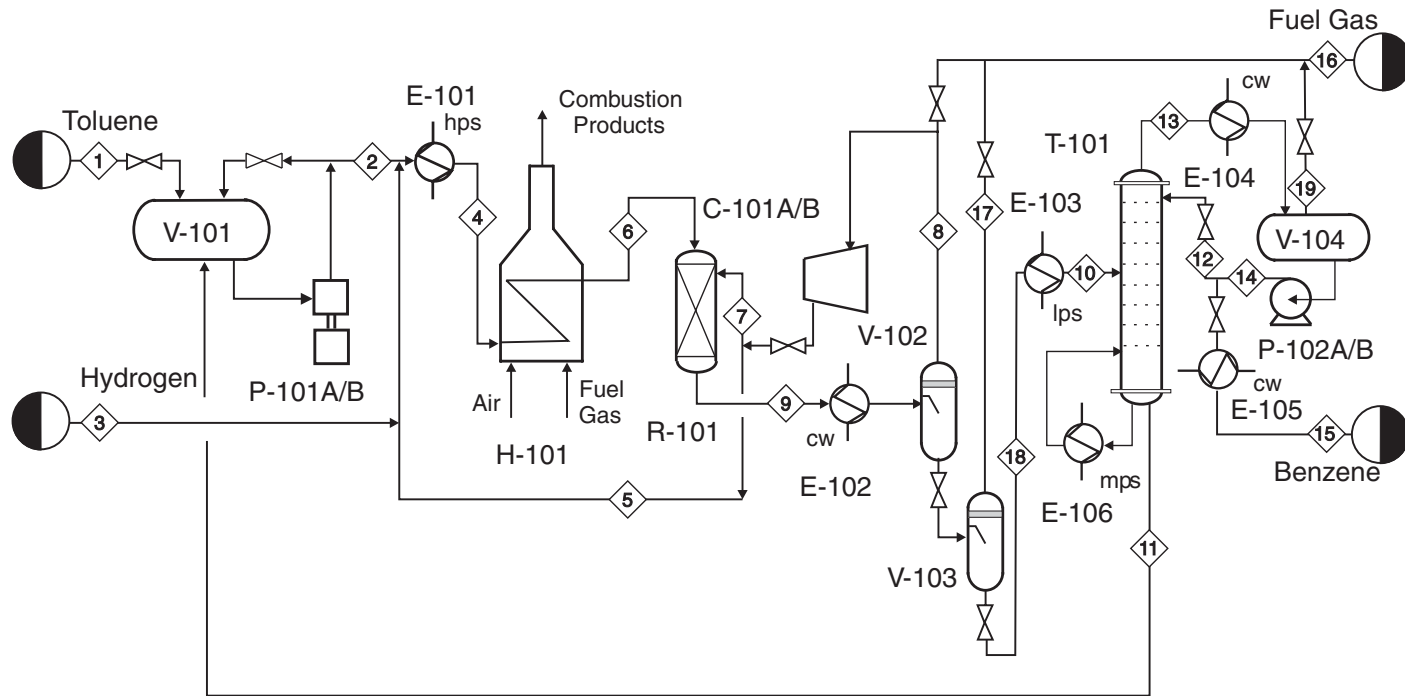 Fuel Gas
16
E-101
hps
Combustion
Products
cw
13
Toluene
1
2
T-101
E-104
19
V-101
4
6
C-101A/B
8
17
E-103
V-104
10
12
14
lps
7
V-102
P-102A/B
Hydrogen
P-101A/B
Air
Fuel
Gas
9
cw
E-105
3
R-101
cw
15
H-101
18
Benzene
E-102
mps
5
E-106
11
V-103